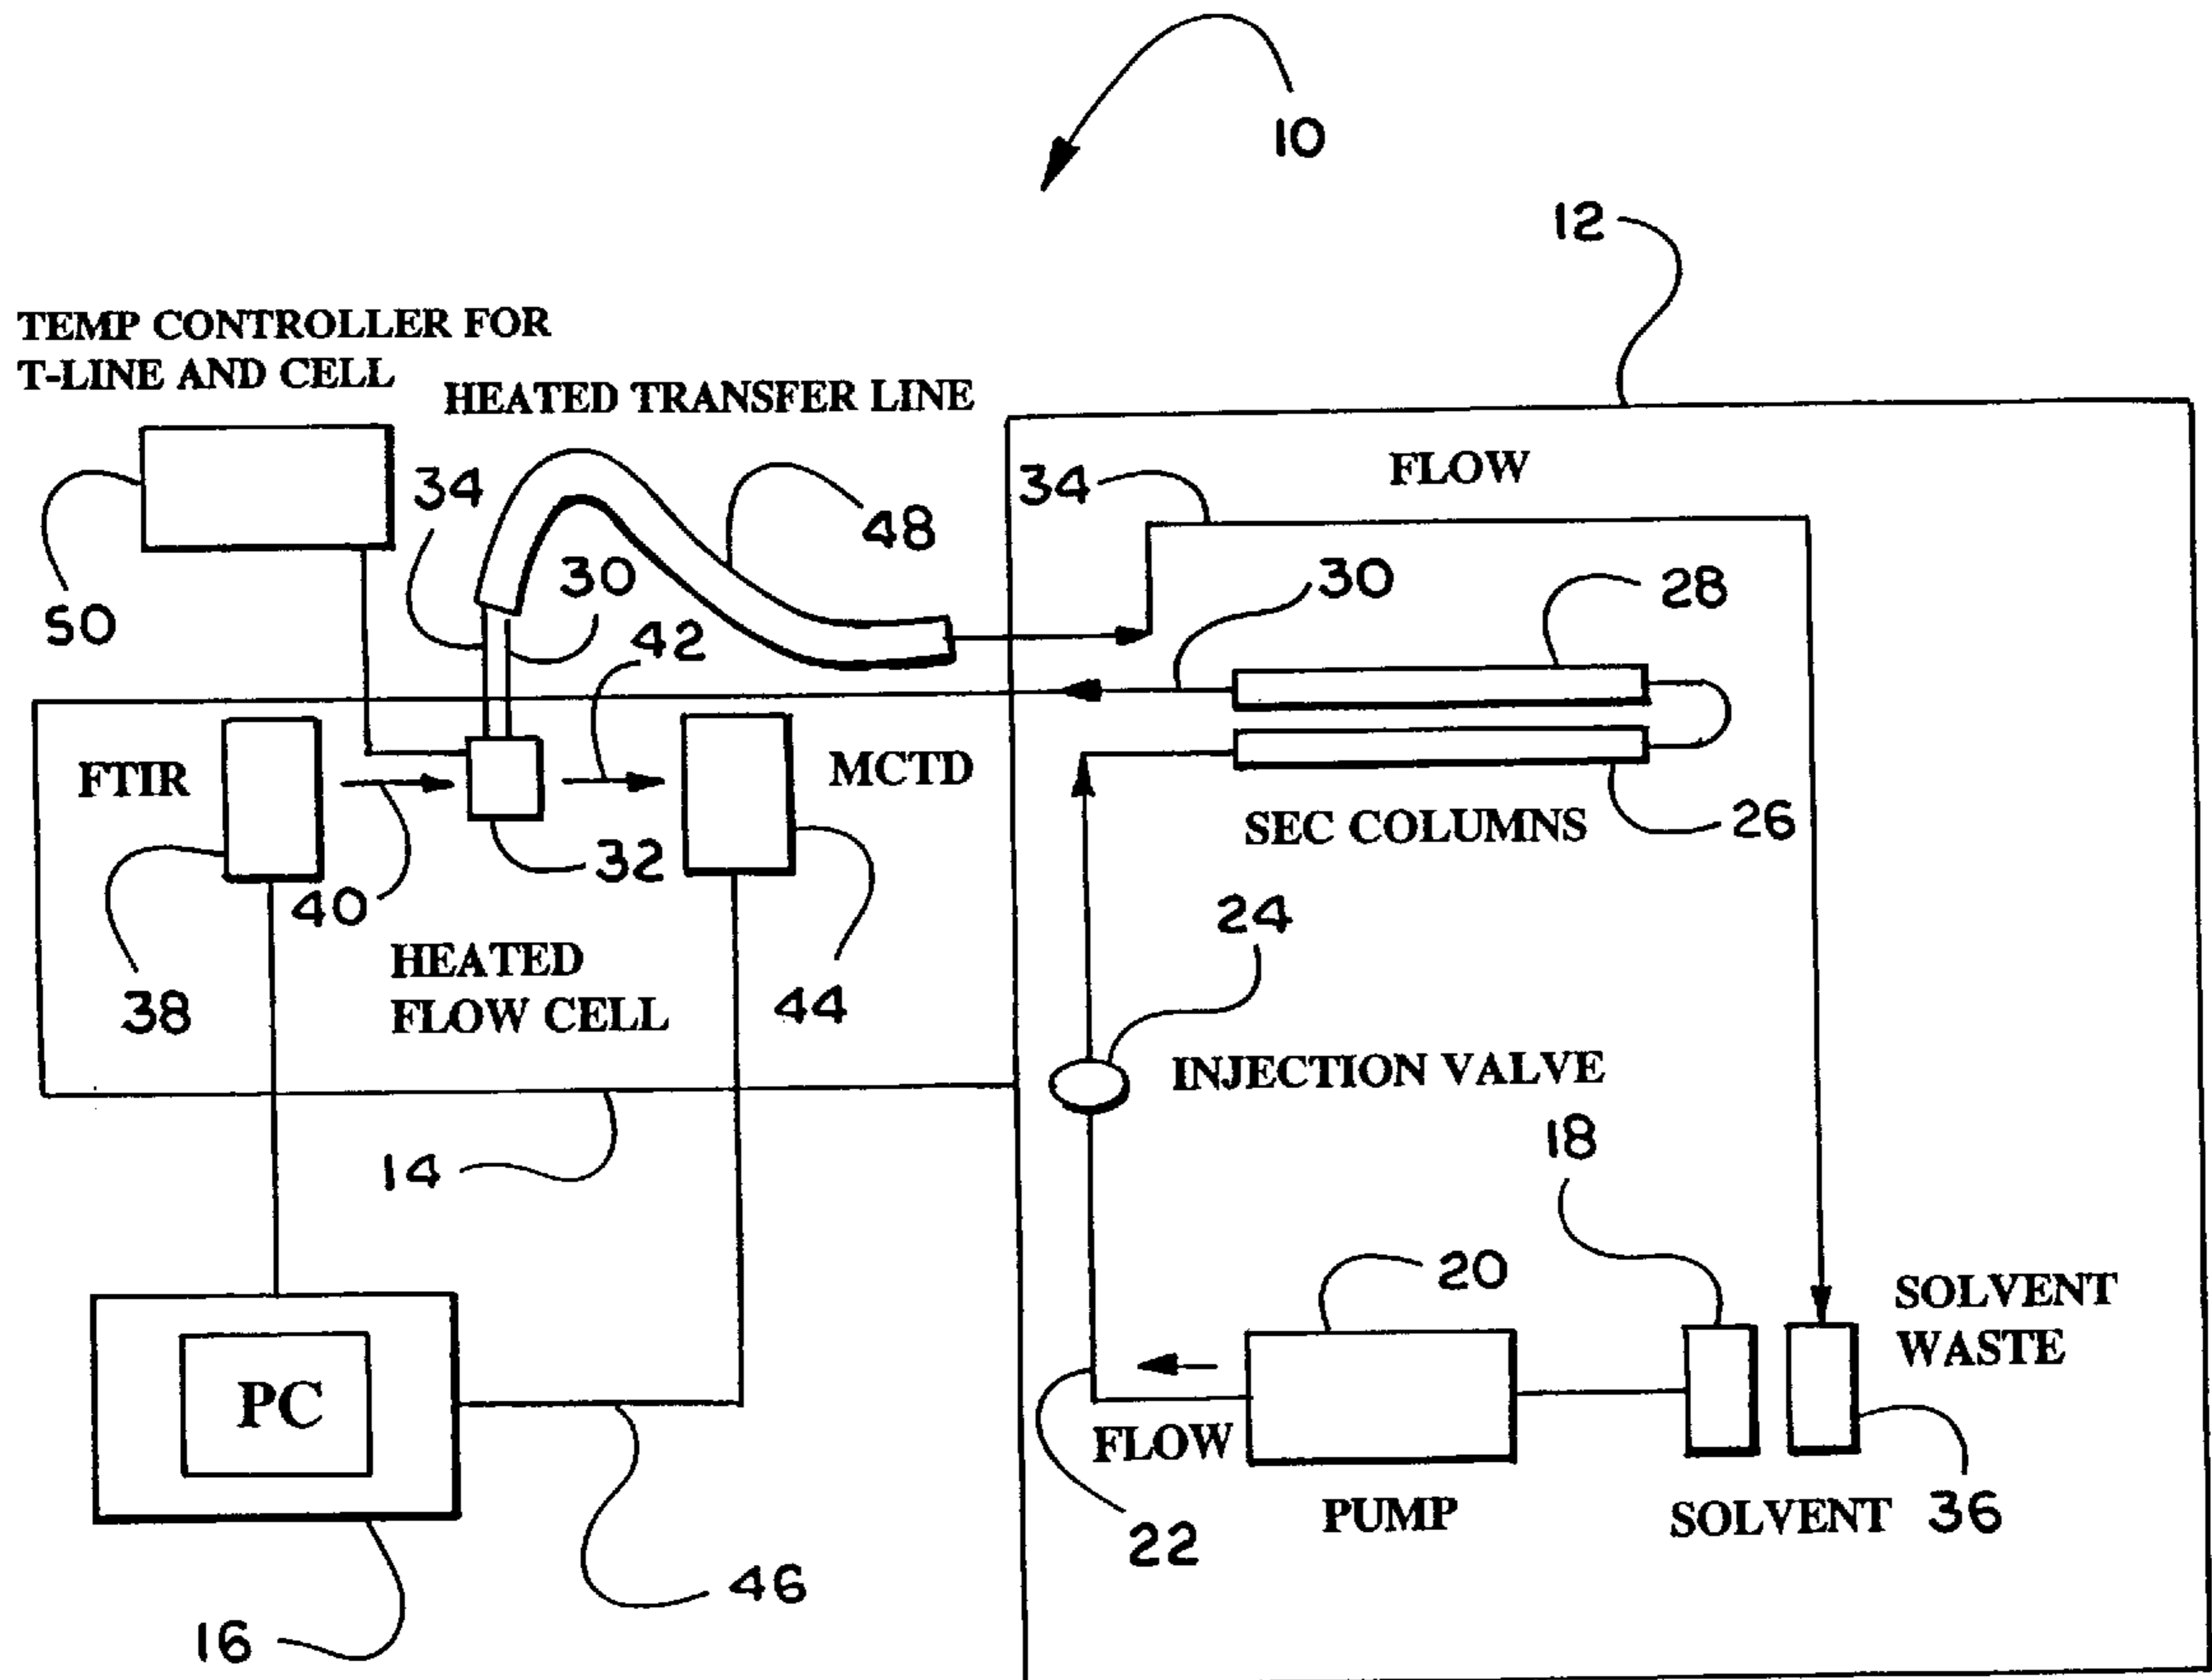 10
12
TEMP CONTROLLER FOR
T-LINE AND CELL
HEATED TRANSFER LINE
FLOW
34
34
48
30
30
28
50
42
FTIR
MCTD
SEC COLUMNS
26
32
40
24
HEATED
FLOW CELL
38
44
INJECTION VALVE
18
14
20
SOLVENT
WASTE
PC
FLOW
PUMP
SOLVENT
36
22
46
16